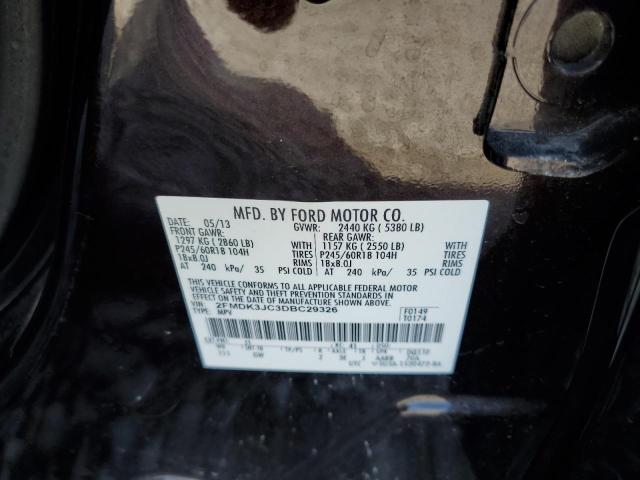 MFD. BY FORD MOTOR CO.
DATE: 05/13 GVWR: 2440 KG ( 5380 LB)
FRONT GAWR: REAR GAWR:
1297 KG ( 2860 LB) WITH 1157 KG ( 2550 LB) WITH
P245/60R18 104H TIRES P245/60R18 104H TIRES
18x8.0J RIMS 18x8.0J RIMS
AT 240 kPa/ 35 PSI COLD AT 240 kPa/ 35 PSI COLD
THIS VEHICLE CONFORMS TO ALL APPLICABLE FEDERAL MOTOR
VEHICLE SAFETY AND THEFT PREVENTION STANDARDS IN EFFECT
ON THE DATE OF MANUFACTURE SHOWN ABOVE.
VIN: 2FMDK3JC3DBC29326 F0149
TYPE: MPV T0174